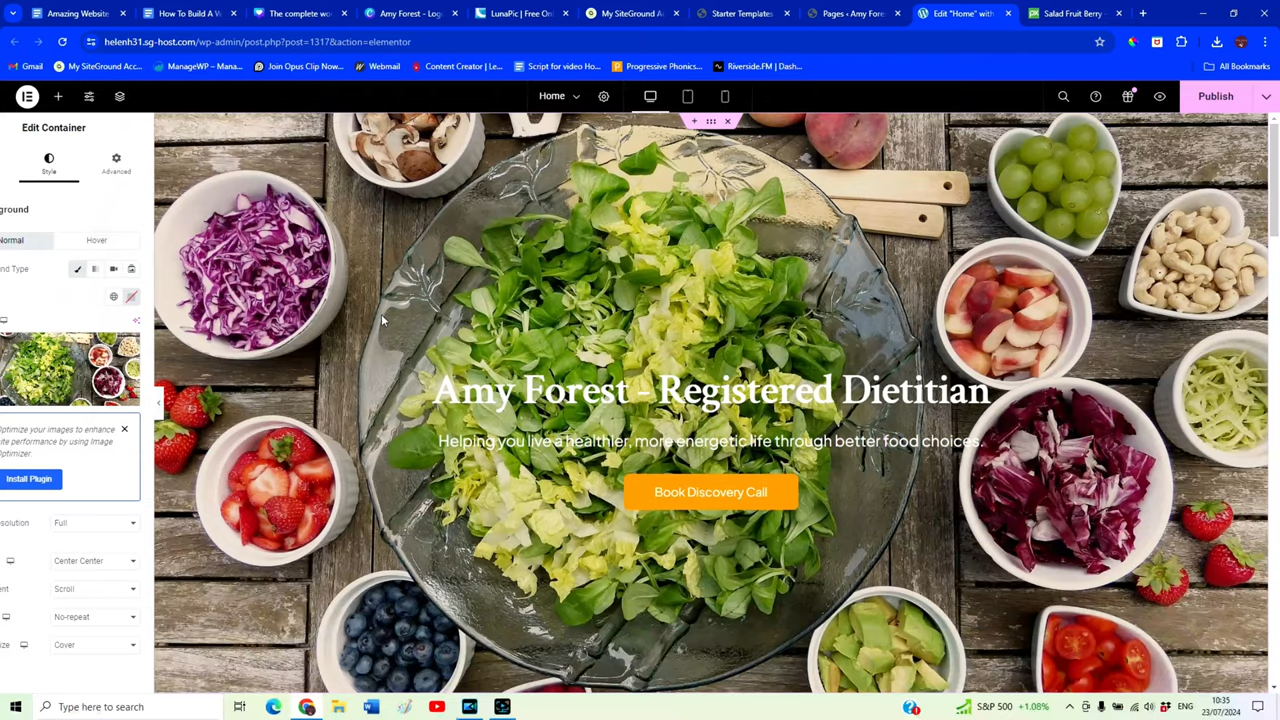 Amazing Website
How To Build A W
The complete wo
Amy Forest - Log
LunaPic | Free On
My SiteGround A
Starter Templates
Pages ‹ Amy Fore
Edit "Home" with
Salad Fruit Berry
helenh31.sg-host.com/wp-admin/post.php?post=1317&action=elementor
Gmail
My SiteGround Acc...
ManageWP – Mana...
Join Opus Clip Now...
Webmail
Content Creator | Le...
Script for video Ho...
Progressive Phonics...
Riverside.FM | Dash...
All Bookmarks
Home
Publish
Edit Container
Style
Advanced
ground
Normal
Hover
nd Type
Optimize your images to enhance
site performance by using Image
Optimizer.
Install Plugin
esolution
Full
Center Center
ent
Scroll
No-repeat
ize
Cover
Amy Forest - Registered Dietitian
Helping you live a healthier, more energetic life through better food choices.
Book Discovery Call
Type here to search
S&P 500 +1.08%
ENG
10:35
23/07/2024